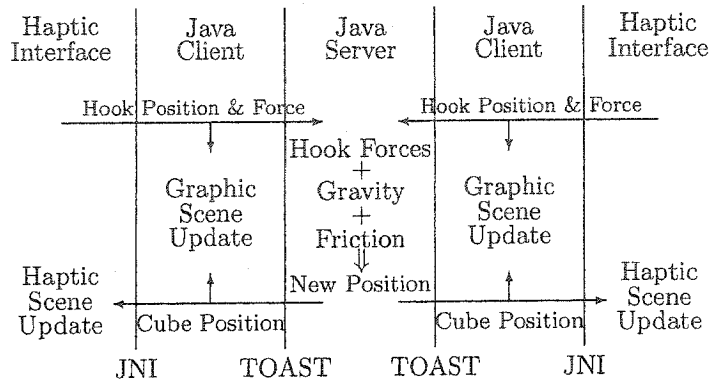 Haptic
Interface
Java
Client
Java
Server
Java
Client
Haptic
Interface
Hook Position & Force
Hook Position & Force
Hook Forces
+
Gravity
+
Friction
⇓
New Position
Graphic
Scene
Update
Graphic
Scene
Update
Haptic
Scene
Update
Haptic
Scene
Update
Cube Position
Cube Position
JNI
TOAST
TOAST
JNI